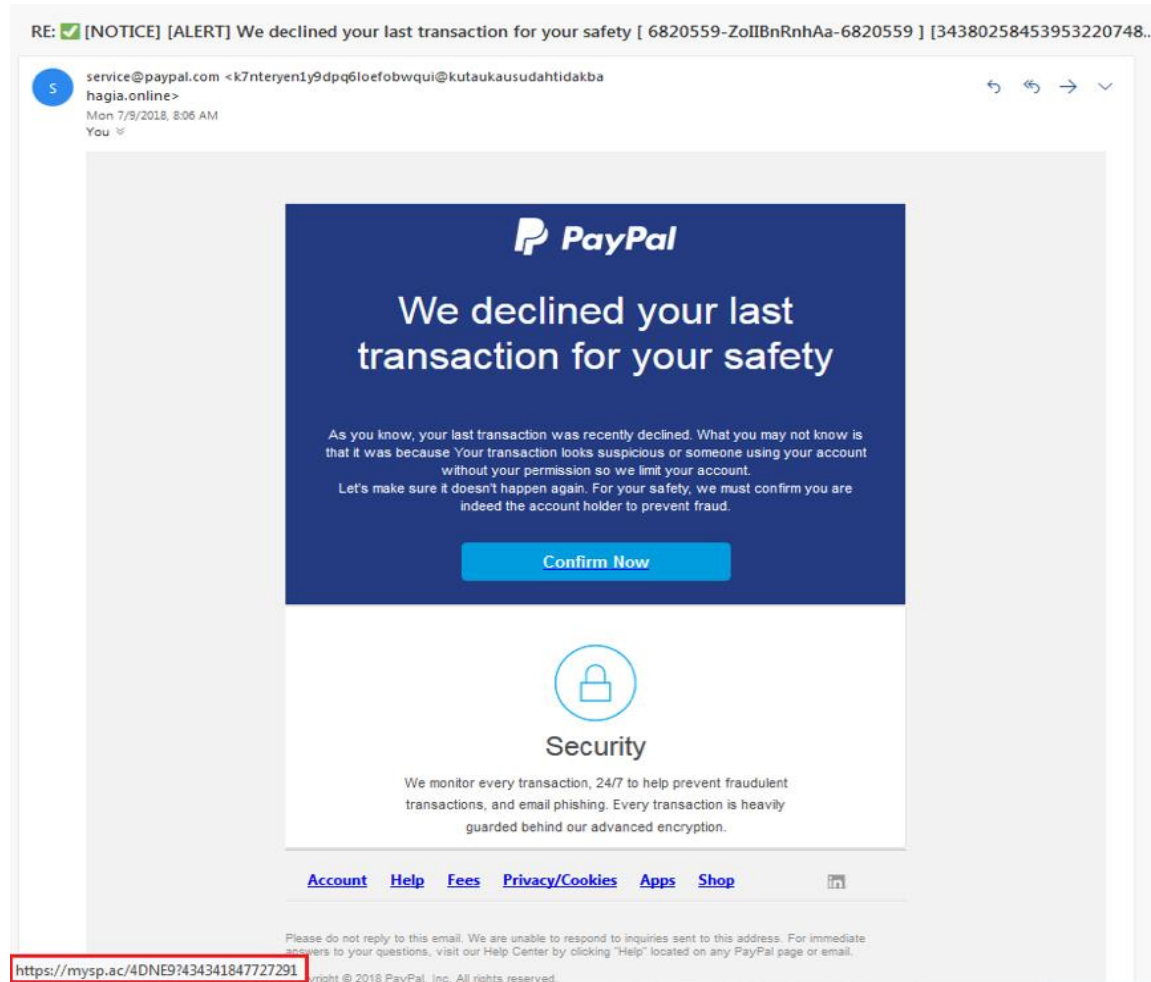 RE: ✅ [NOTICE] [ALERT] We declined your last transaction for your safety [ 6820559-ZoIIBnRnhAa-6820559 ] [34380258453953220748...
S
service@paypal.com <k7nteryen1y9dpq6loefobwqui@kutaukausudahtidakba
hagia.online>
Mon 7/9/2018, 8:06 AM
You
PayPal
We declined your last
transaction for your safety
As you know, your last transaction was recently declined. What you may not know is
that it was because Your transaction looks suspicious or someone using your account
without your permission so we limit your account.
Let's make sure it doesn't happen again. For your safety, we must confirm you are
indeed the account holder to prevent fraud.
Confirm Now
Security
We monitor every transaction, 24/7 to help prevent fraudulent
transactions, and email phishing. Every transaction is heavily
guarded behind our advanced encryption.
Account Help Fees Privacy/Cookies Apps Shop in
Please do not reply to this email. We are unable to respond to inquiries sent to this address. For immediate
answers to your questions, visit our Help Center by clicking "Help" located on any PayPal page or email.
https://mysp.ac/4DNE9?434341847727291
yright © 2018 PayPal, Inc. All rights reserved.